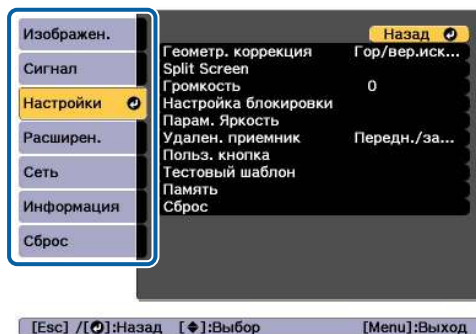 Изображен.
Сигнал
Настройки
Расширен.
Сеть
Информация
Сброс
Назад
Геометр. коррекция Гор/вер.иск...
Split Screen
Громкость 0
Настройка блокировки
Парам. Яркость
Удален. приемник Передн./за...
Польз. кнопка
Тестовый шаблон
Память
Сброс
[Esc] /[ ]:Назад [ ]:Выбор [Menu]:Выход